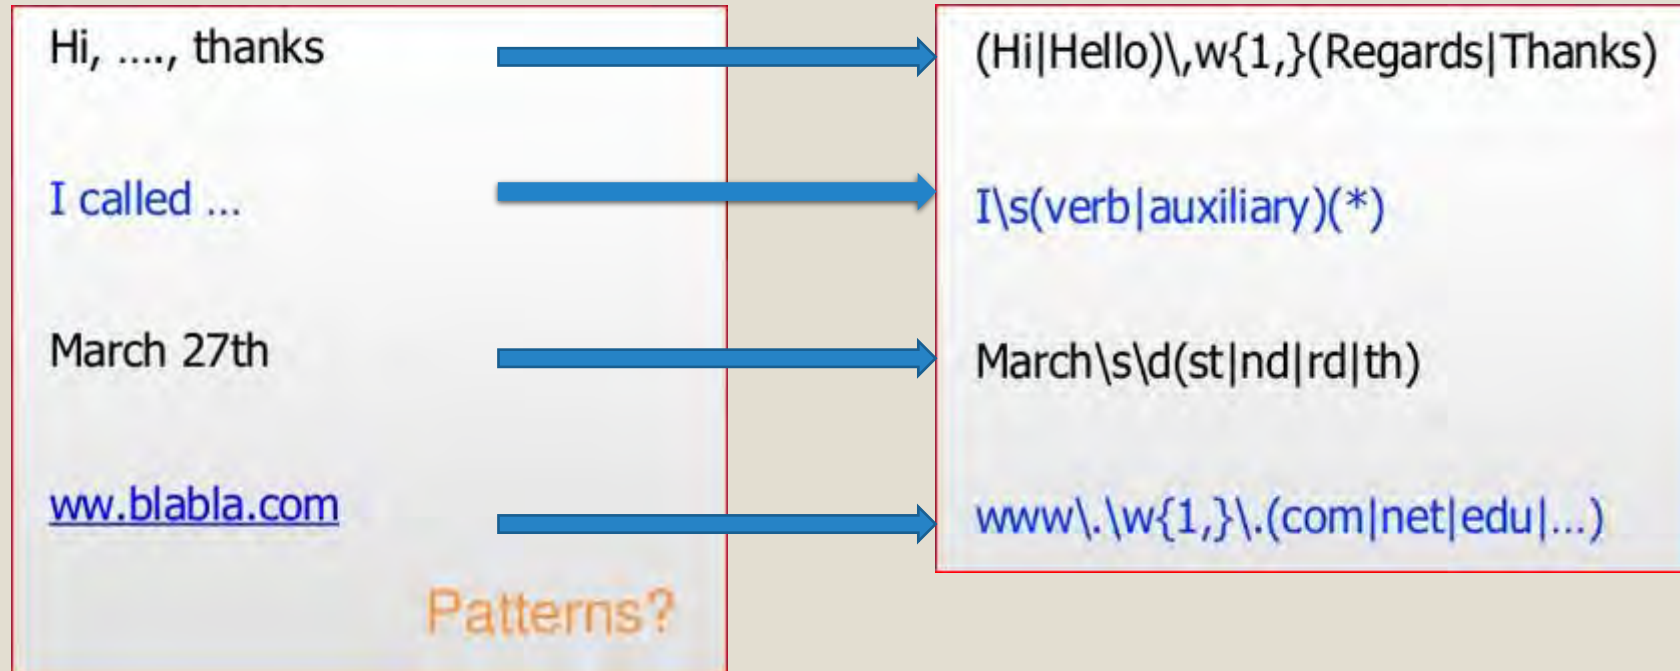 Hi, ...., thanks
I called ...
March 27th
ww.blabla.com
Patterns?
(Hi|Hello)\,w{1,}(Regards|Thanks)
I\s(verb|auxiliary)(*)
March\s\d(st|nd|rd|th)
www\.\w{1,}\.(com|net|edu|...)